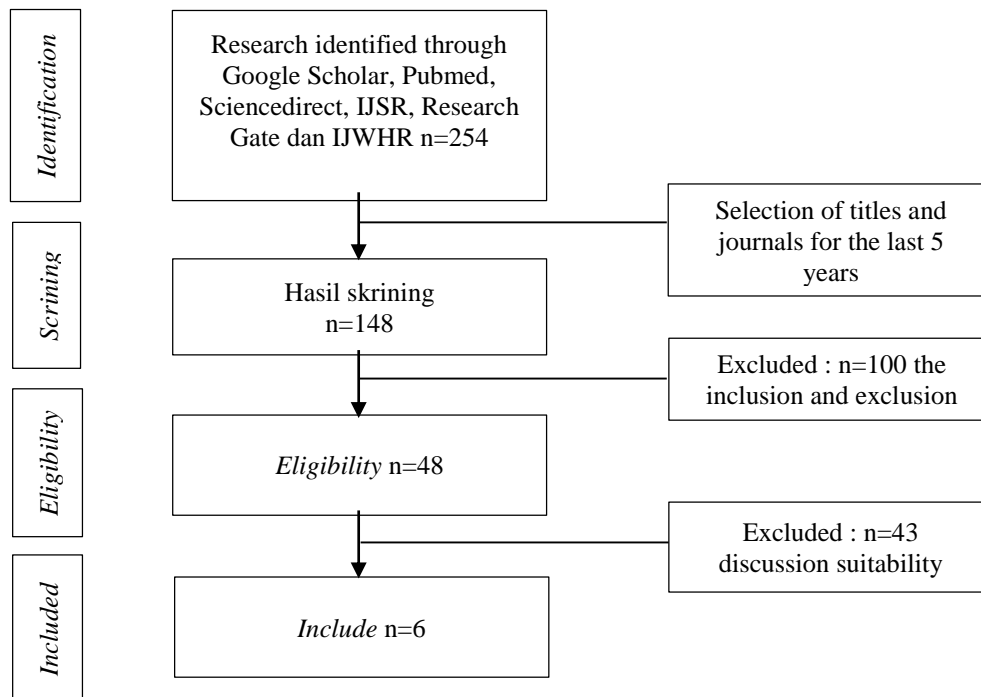 Identification
Research identified through
Google Scholar, Pubmed,
Sciencedirect, IJSR, Research
Gate dan IJWHR n=254
Selection of titles and
journals for the last 5
years
Scrining
Hasil skrining
n=148
Excluded : n=100 the
inclusion and exclusion
Eligibility
Eligibility n=48
Excluded : n=43
discussion suitability
Included
Include n=6